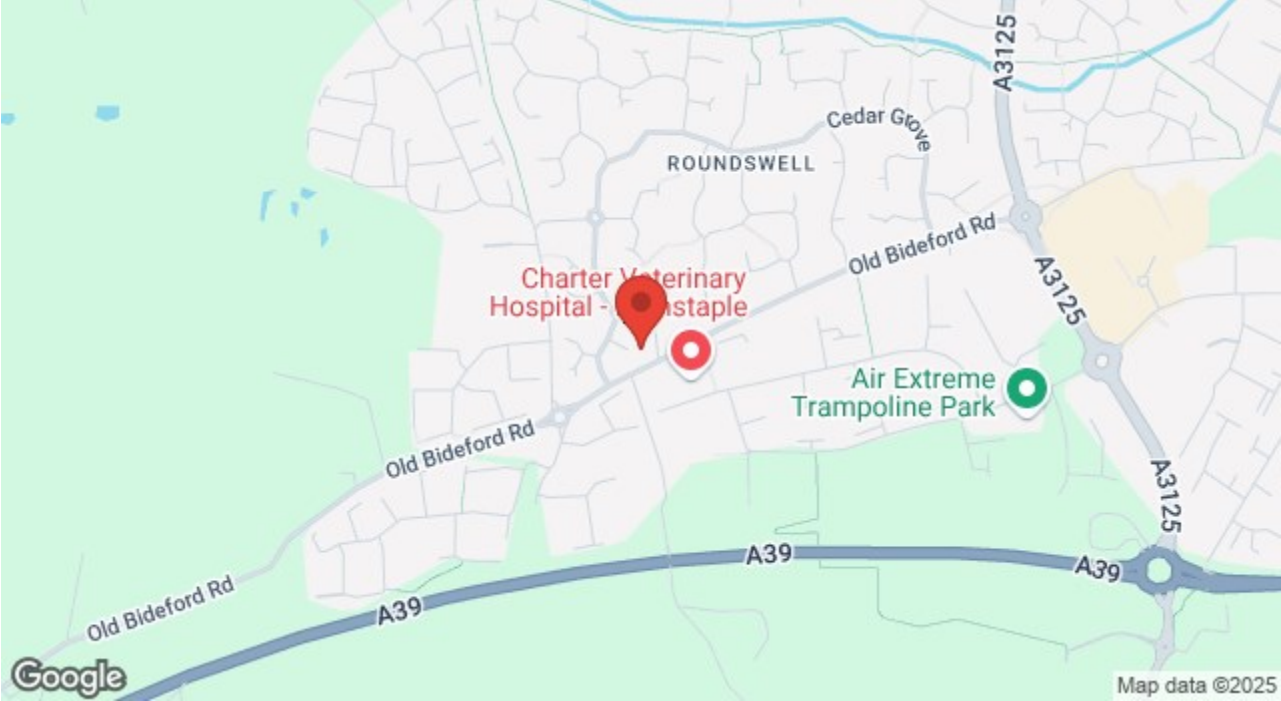 A3125
Cedar Grove
ROUNDSWELL
Old Bideford Rd
Charter Veterinary
Hospital - nstaple
A3125
Air Extreme
Trampoline Park
Old Bideford Rd
A3125
A39
A39
Old Bideford Rd
A39
Google
Map data ©2025